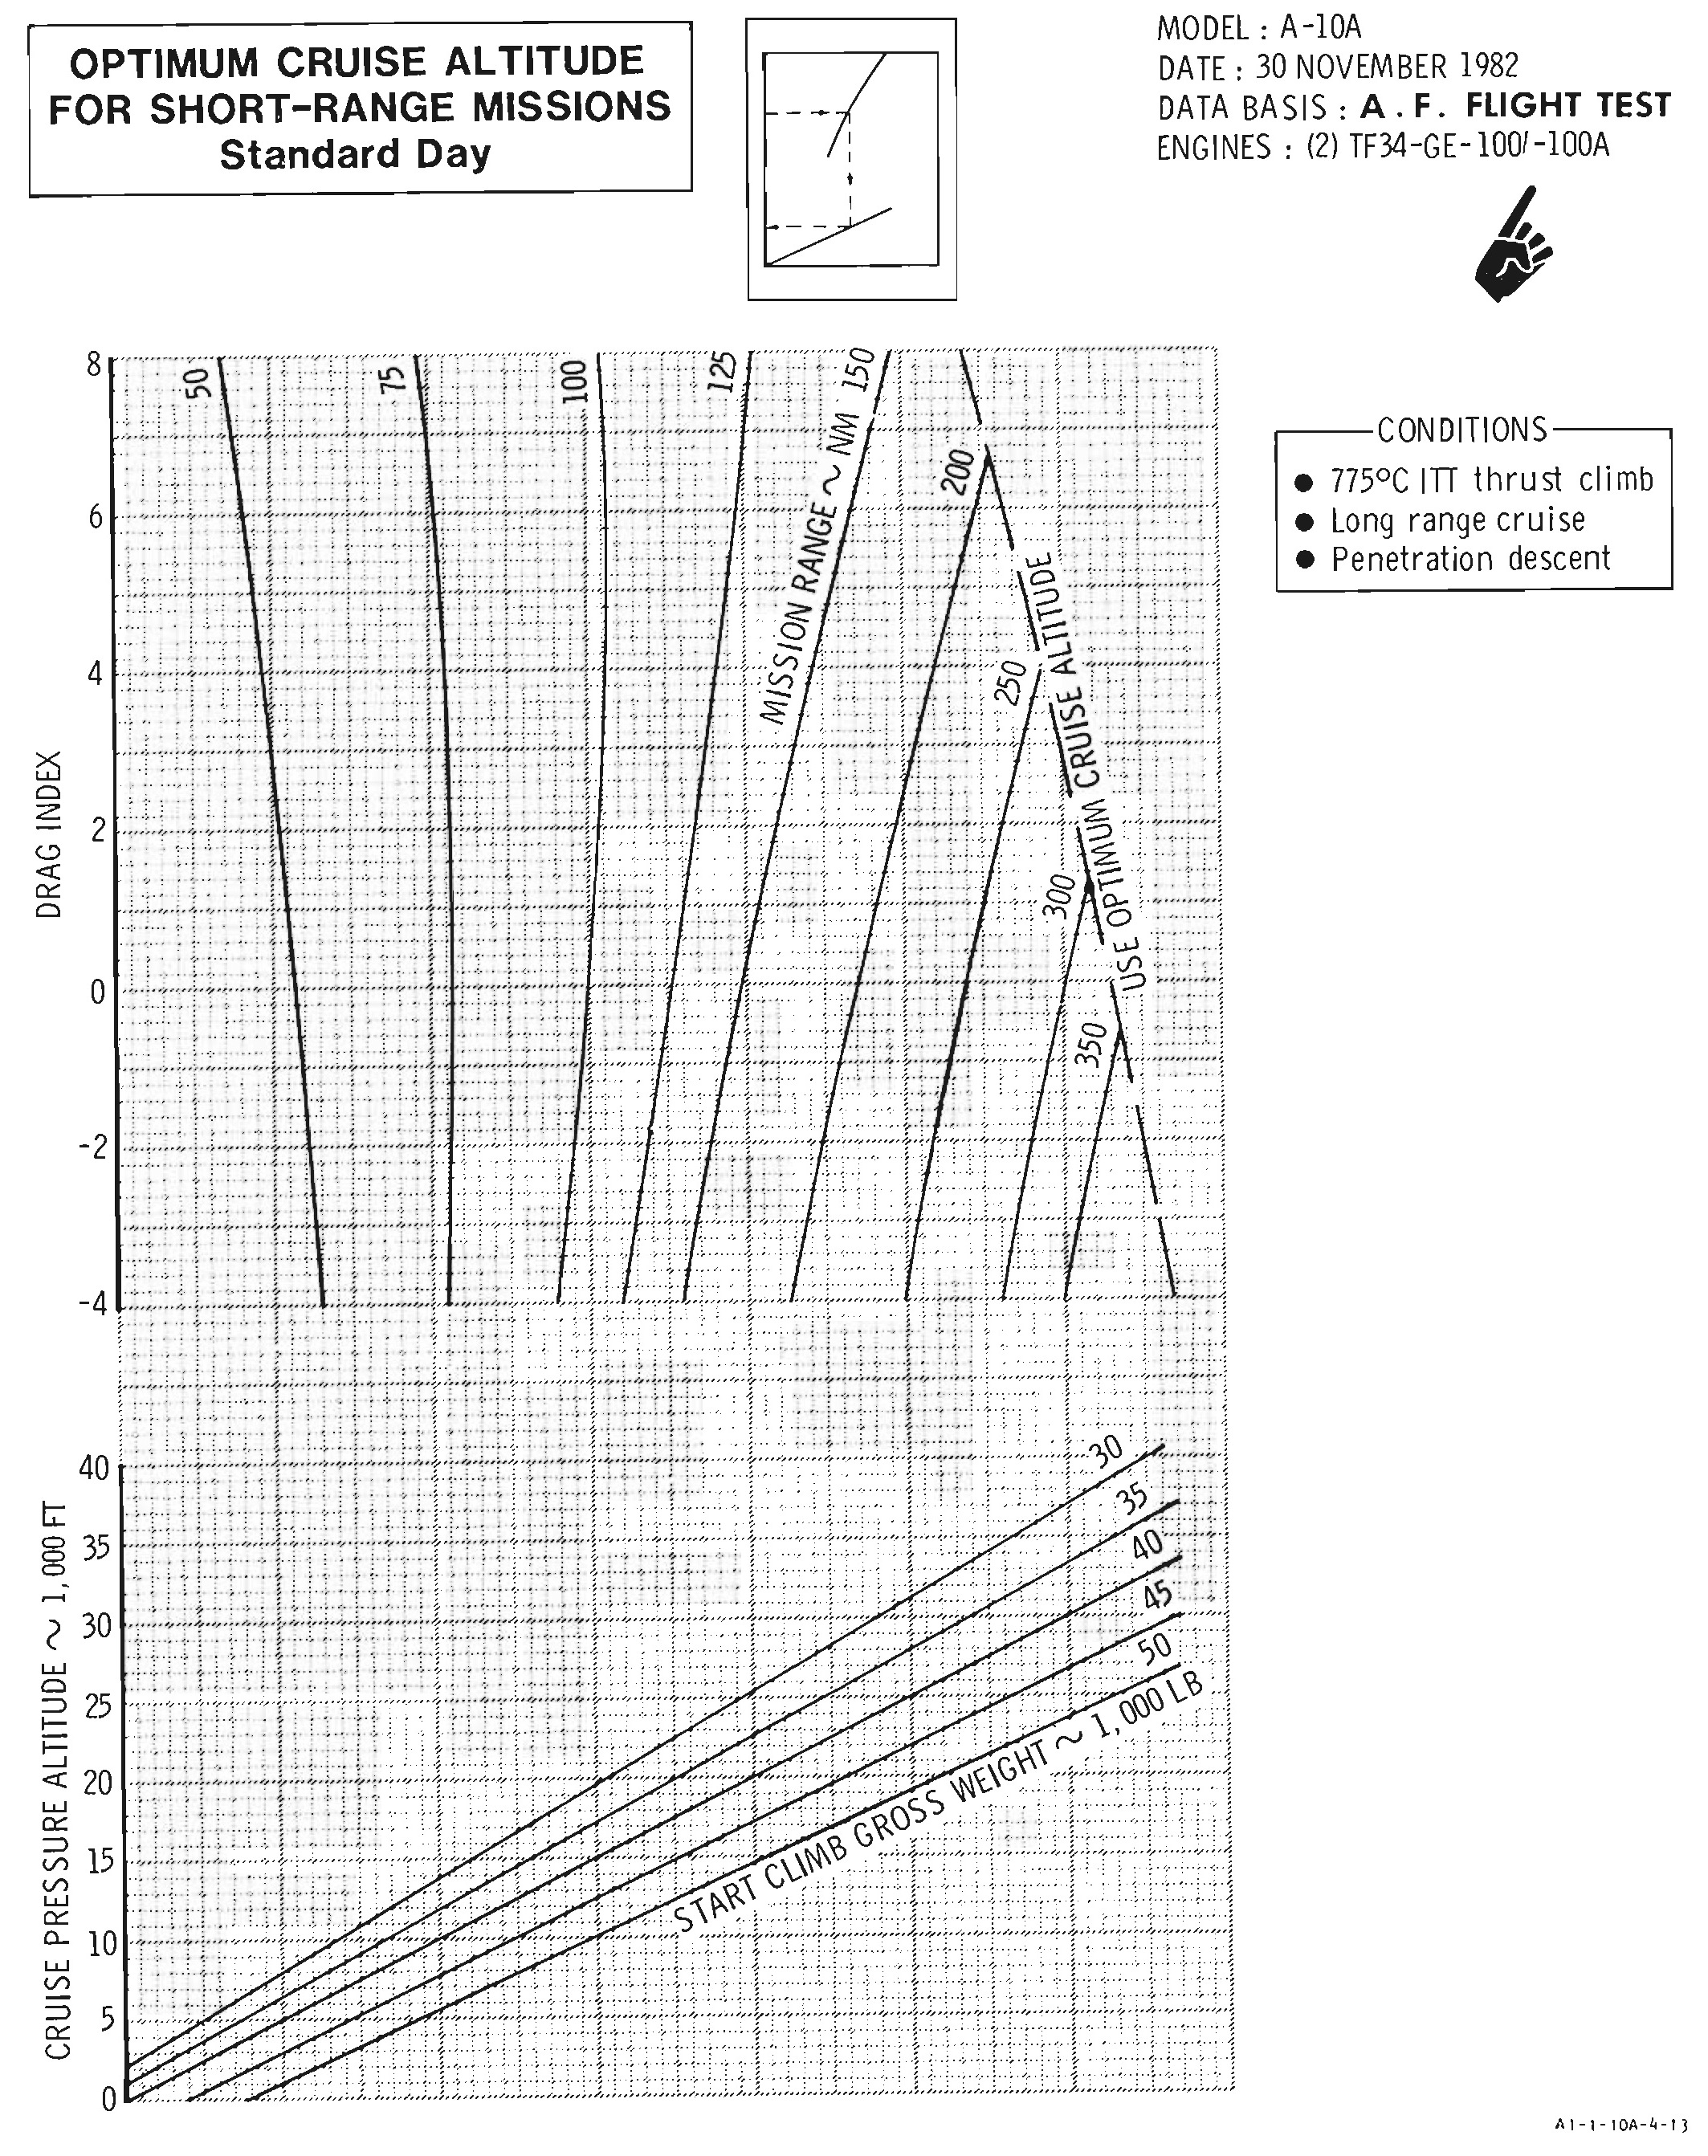 OPTIMUM CRUISE ALTITUDE
FOR SHORT-RANGE MISSIONS
Standard Day
MODEL : A-10A
DATE : 30 NOVEMBER 1982
DATA BASIS : A . F. FLIGHT TEST
ENGINES : (2) TF34-GE-100/-100A
CONDITIONS
● 775°C ITT thrust climb
● Long range cruise
● Penetration descent
DRAG INDEX
8
6
4
2
0
-2
-4
50
75
100
125
150
MISSION RANGE ~ NM
200
250
300
350
USE OPTIMUM CRUISE ALTITUDE
CRUISE PRESSURE ALTITUDE ~ 1,000 FT
40
35
30
25
20
15
10
5
0
30
35
40
45
50
START CLIMB GROSS WEIGHT ~ 1,000 LB
A1-1-10A-4-13